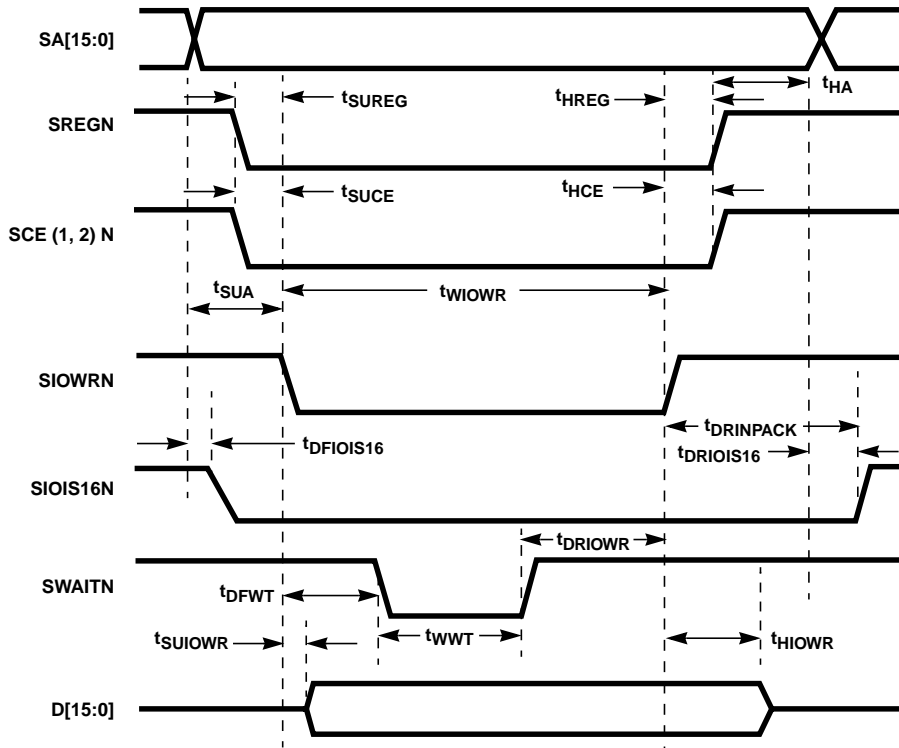 SA[15:0]
tHA
tSUREG
tHREG
SREGN
tSUCE
tHCE
SCE (1, 2) N
tSUA
tWIOWR
SIOWRN
tDRINPACK
tDFIOIS16
tDRIOIS16
SIOIS16N
tDRIOWR
SWAITN
tDFWT
tSUIOWR
tWWT
tHIOWR
D[15:0]